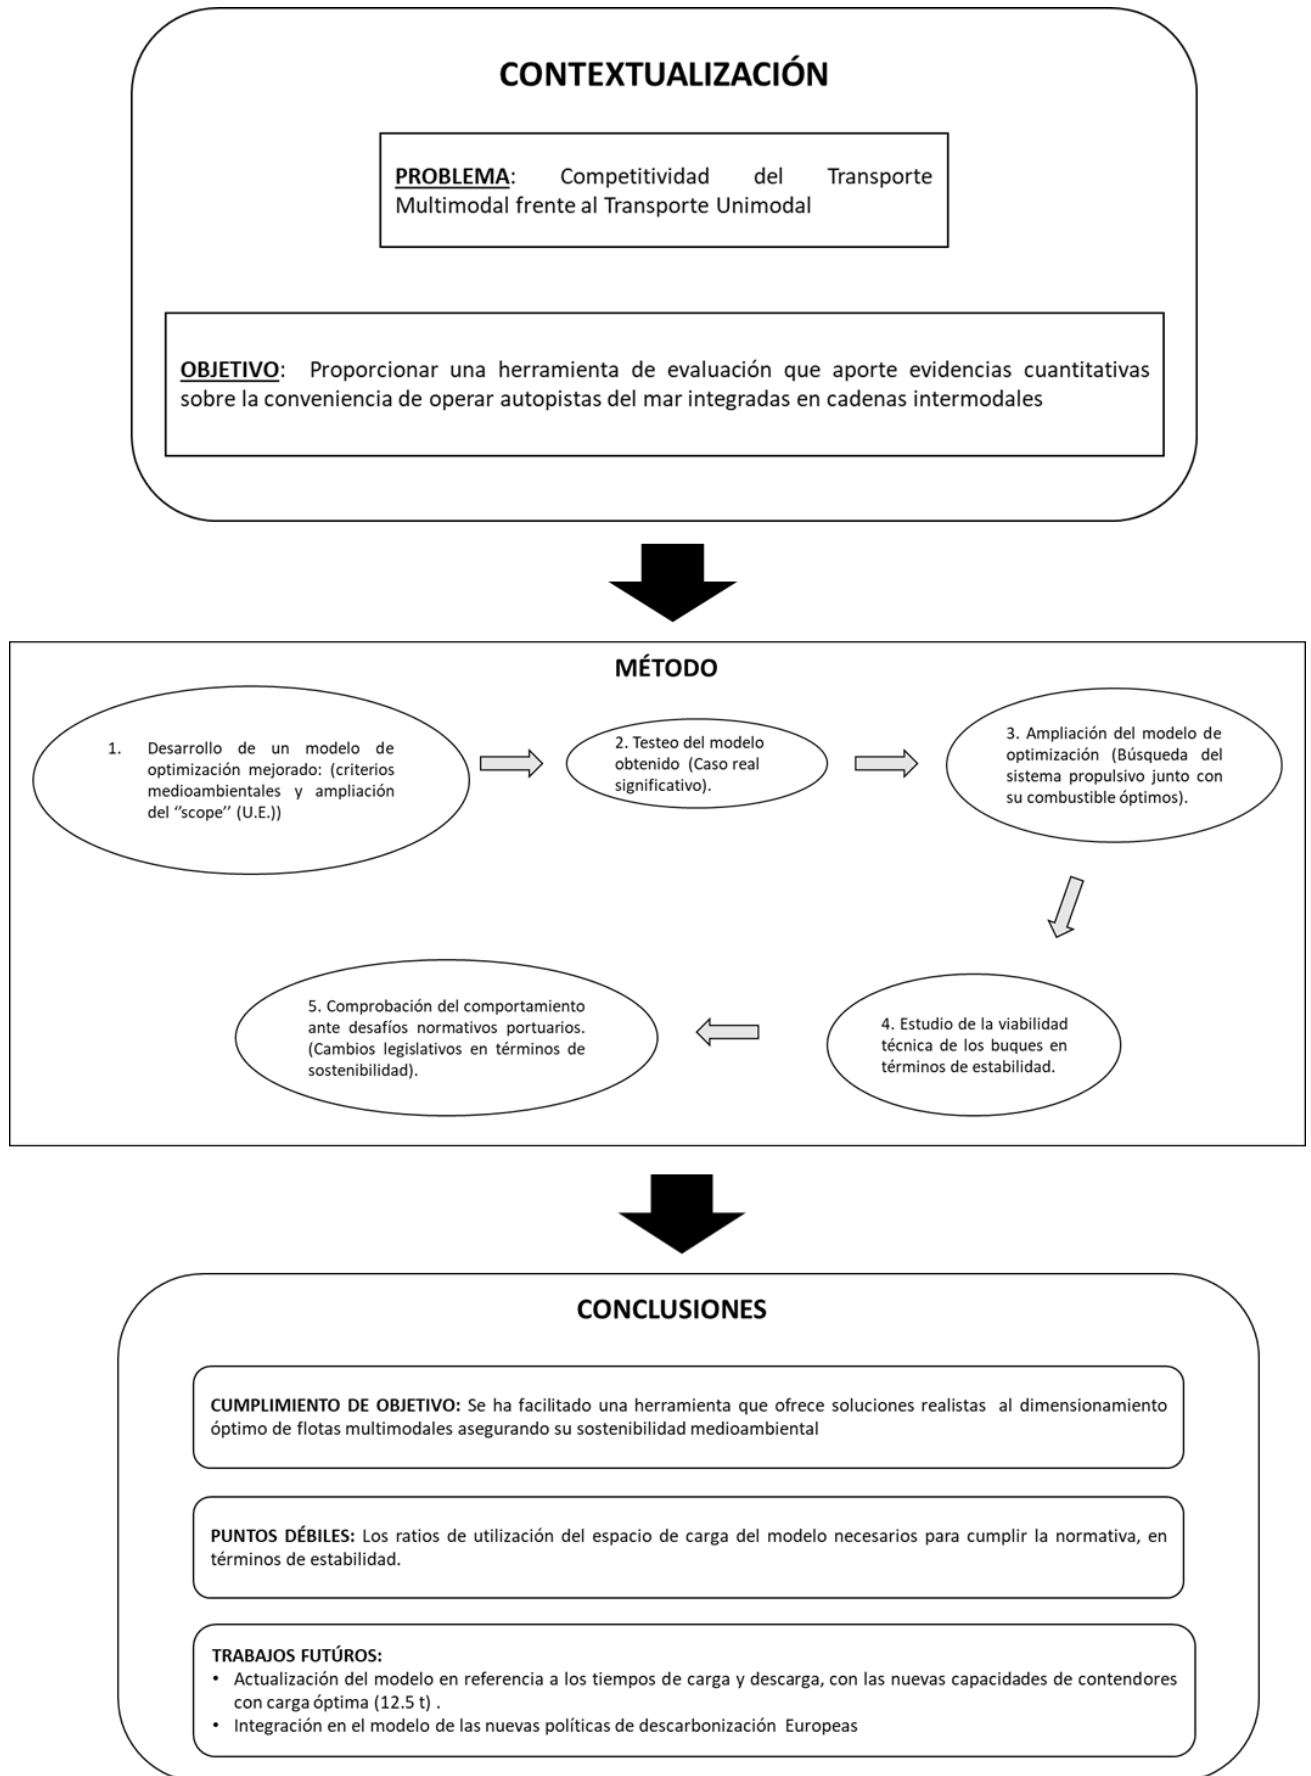 CONTEXTUALIZACIÓN
PROBLEMA: Competitividad del Transporte
Multimodal frente al Transporte Unimodal
OBJETIVO: Proporcionar una herramienta de evaluación que aporte evidencias cuantitativas
sobre la conveniencia de operar autopistas del mar integradas en cadenas intermodales
MÉTODO
1. Desarrollo de un modelo de
optimización mejorado: (criterios
medioambientales y ampliación
del ‘‘scope’’ (U.E.))
2. Testeo del modelo
obtenido (Caso real
significativo).
3. Ampliación del modelo de
optimización (Búsqueda del
sistema propulsivo junto con
su combustible óptimos).
4. Estudio de la viabilidad
técnica de los buques en
términos de estabilidad.
5. Comprobación del comportamiento
ante desafíos normativos portuarios.
(Cambios legislativos en términos de
sostenibilidad).
CONCLUSIONES
CUMPLIMIENTO DE OBJETIVO: Se ha facilitado una herramienta que ofrece soluciones realistas al dimensionamiento
óptimo de flotas multimodales asegurando su sostenibilidad medioambiental
PUNTOS DÉBILES: Los ratios de utilización del espacio de carga del modelo necesarios para cumplir la normativa, en
términos de estabilidad.
TRABAJOS FUTÚROS:
• Actualización del modelo en referencia a los tiempos de carga y descarga, con las nuevas capacidades de contendores
con carga óptima (12.5 t) .
• Integración en el modelo de las nuevas políticas de descarbonización Europeas